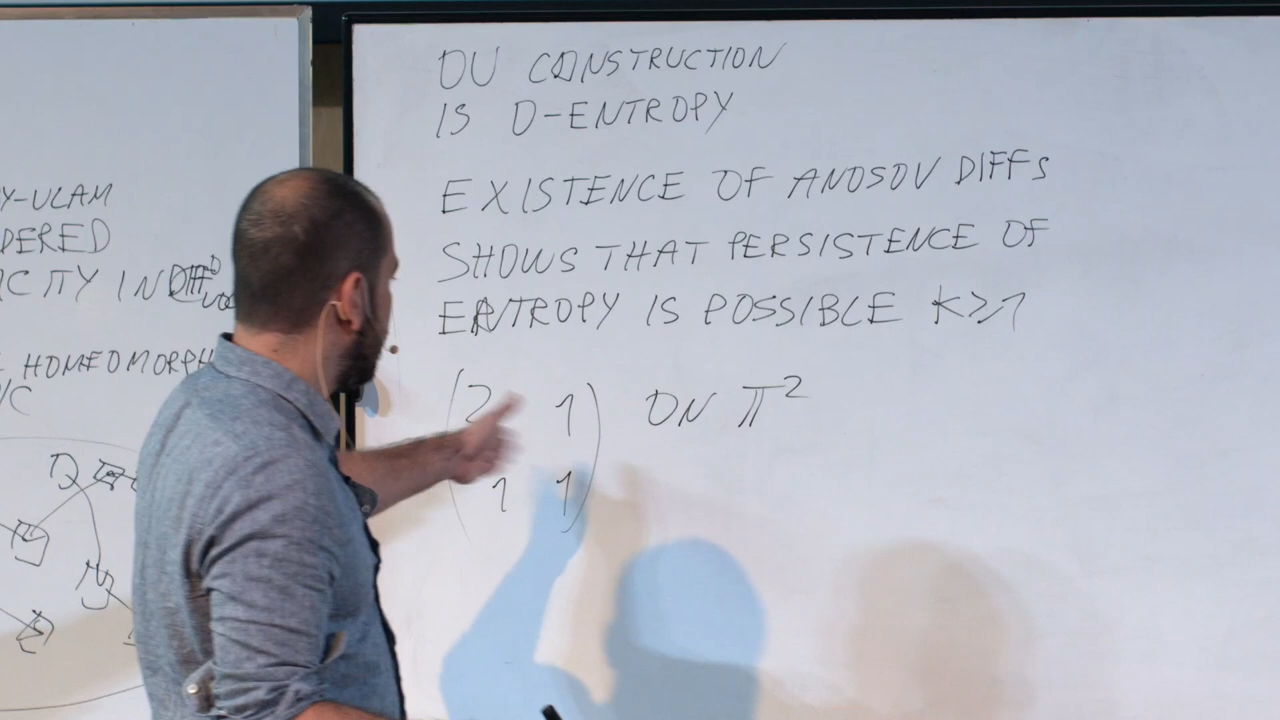 Y-ULAM
DERED
ICITY IN DIFF
HOMEOMORPH
OU CONSTRUCTION
IS 0-ENTROPY
EXISTENCE OF ANOSOV DIFFS
SHOWS THAT PERSISTENCE OF
ENTROPY IS POSSIBLE K≥1
(2 1) ON 𝕋²
1 1